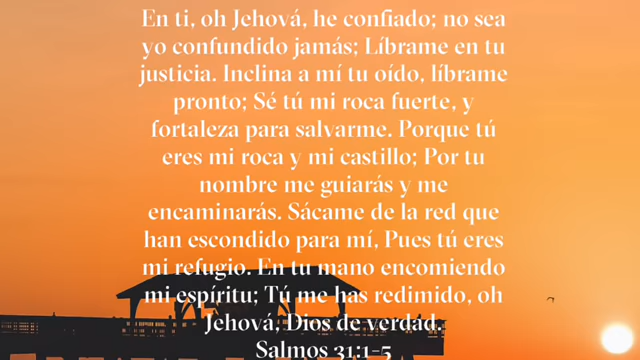 En ti, oh Jehová, he confiado; no sea
yo confundido jamás; Líbrame en tu
justicia. Inclina a mí tu oído, líbrame
pronto; Sé tú mi roca fuerte, y
fortaleza para salvarme. Porque tú
eres mi roca y mi castillo; Por tu
nombre me guiarás y me
encaminarás. Sácame de la red que
han escondido para mí, Pues tú eres
mi refugio. En tu mano encomiendo
mi espíritu; Tú me has redimido, oh
Jehová, Dios de verdad.
Salmos 31:1-5